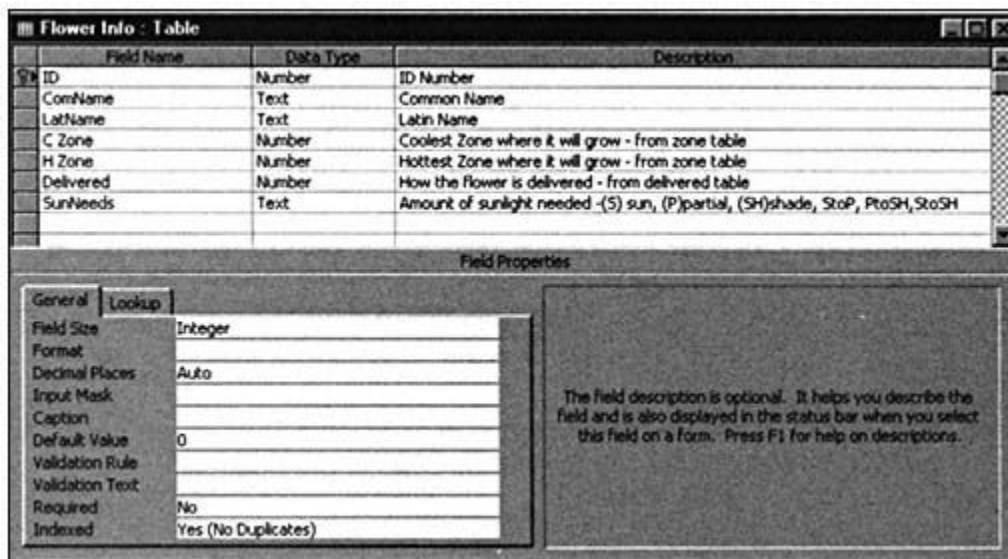 Flower Info : Table
Field Name Data Type Description
ID Number ID Number
ComName Text Common Name
LatName Text Latin Name
C Zone Number Coolest Zone where it will grow - from zone table
H Zone Number Hottest Zone where it will grow - from zone table
Delivered Number How the flower is delivered - from delivered table
SunNeeds Text Amount of sunlight needed -(S) sun, (P)partial, (SH)shade, StoP, PtoSH,StoSH
Field Properties
General Lookup
Field Size Integer
Format
Decimal Places Auto
Input Mask
Caption
Default Value 0
Validation Rule
Validation Text
Required No
Indexed Yes (No Duplicates)
The field description is optional. It helps you describe the
field and is also displayed in the status bar when you select
this field on a form. Press F1 for help on descriptions.